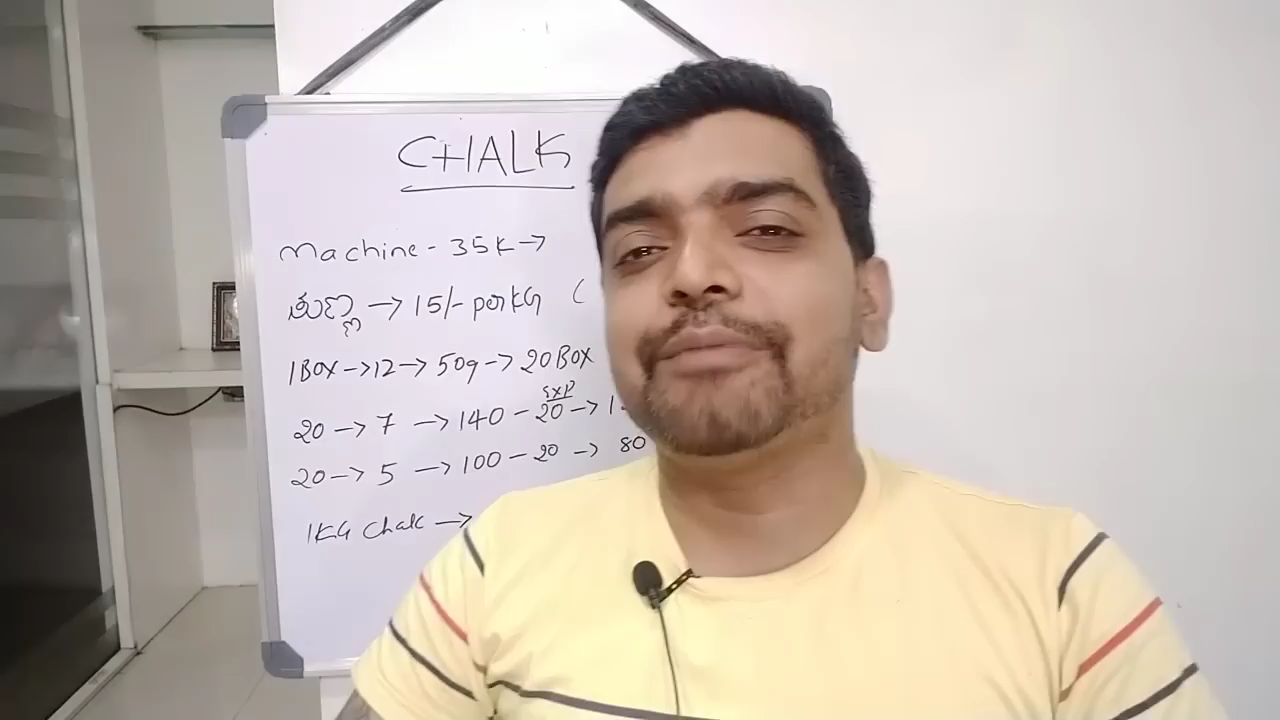 CHALK
Machine - 35K →
ಸುಣ್ಣ → 15/- per KG (
1 BOX → 12 → 50g → 20 BOX
EXP
20 → 7 → 140 - 20 → 1
20 → 5 → 100 - 20 → 80
1KG Chalk →